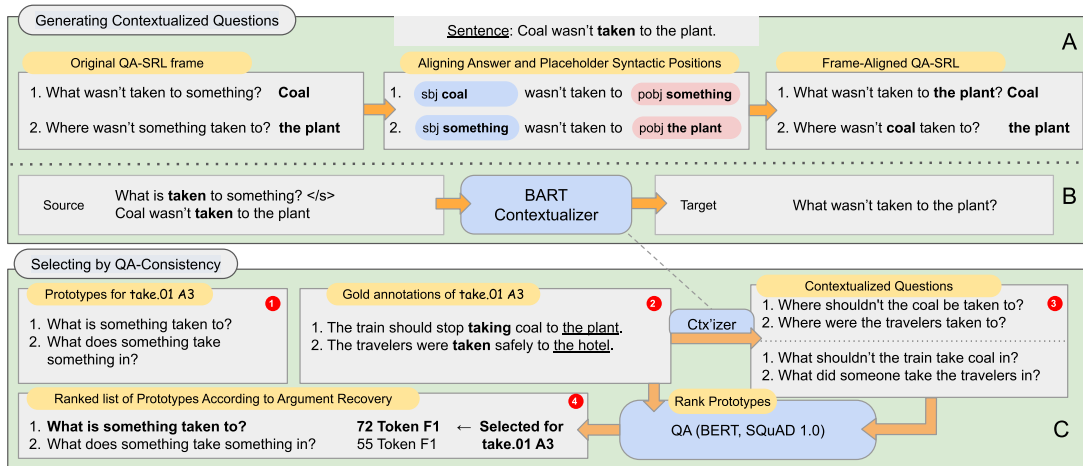 Generating Contextualized Questions
Sentence: Coal wasn't taken to the plant.
A
Original QA-SRL frame
1. What wasn't taken to something? Coal
2. Where wasn't something taken to? the plant
Aligning Answer and Placeholder Syntactic Positions
1. sbj coal wasn't taken to pobj something
2. sbj something wasn't taken to pobj the plant
Frame-Aligned QA-SRL
1. What wasn't taken to the plant? Coal
2. Where wasn't coal taken to? the plant
B
Source
What is taken to something? </s>
Coal wasn't taken to the plant
BART
Contextualizer
Target
What wasn't taken to the plant?
Selecting by QA-Consistency
Prototypes for take.01 A3
1
1. What is something taken to?
2. What does something take
something in?
Gold annotations of take.01 A3
2
1. The train should stop taking coal to the plant.
2. The travelers were taken safely to the hotel.
Ctx'izer
Contextualized Questions
3
1. Where shouldn't the coal be taken to?
2. Where were the travelers taken to?
1. What shouldn't the train take coal in?
2. What did someone take the travelers in?
Ranked list of Prototypes According to Argument Recovery
4
1. What is something taken to? 72 Token F1 ← Selected for
2. What does something take something in? 55 Token F1 take.01 A3
Rank Prototypes
QA (BERT, SQuAD 1.0)
C